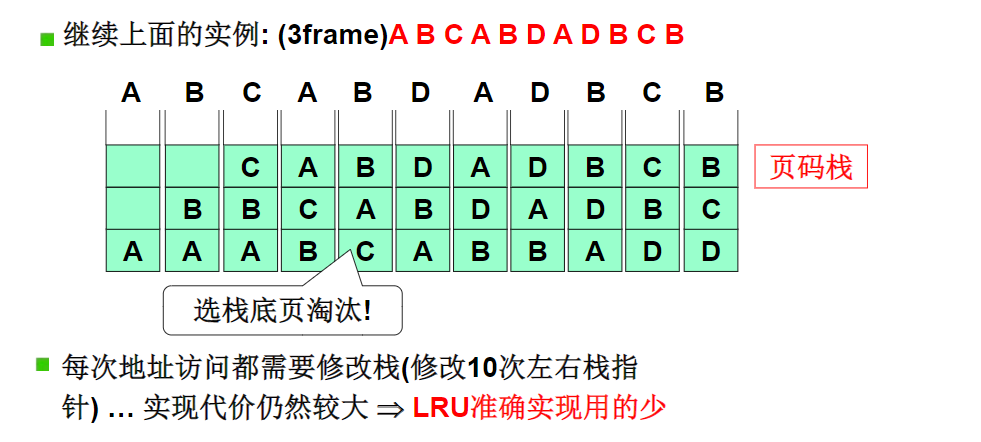 继续上面的实例: (3frame)A B C A B D A D B C B
A B C A B D A D B C B
C A B D A D B C B 页码栈
B B C A B D A D B C
A A A B C A B B A D D
选栈底页淘汰!
每次地址访问都需要修改栈(修改10次左右栈指
针) … 实现代价仍然较大 ⇒ LRU准确实现用的少